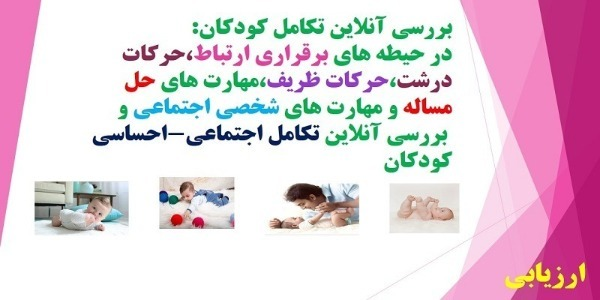 بررسی آنلاین تکامل کودکان:
در حیطه های برقراری ارتباط،حرکات
درشت،حرکات ظریف،مهارت های حل
مساله و مهارت های شخصی اجتماعی و
بررسی آنلاین تکامل اجتماعی-احساسی
کودکان
ارزیابی